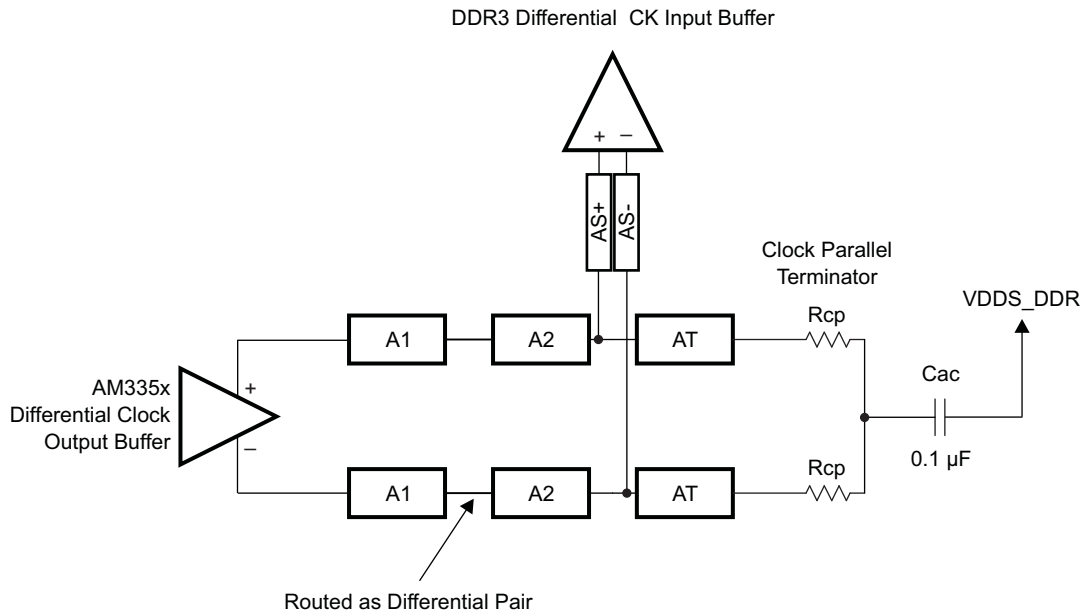 DDR3 Differential CK Input Buffer
+ −
AS+ AS-
Clock Parallel
Terminator
VDDS_DDR
Rcp
A1 A2 AT
Cac
AM335x
Differential Clock
Output Buffer
+
−
0.1 µF
Rcp
A1 A2 AT
Routed as Differential Pair